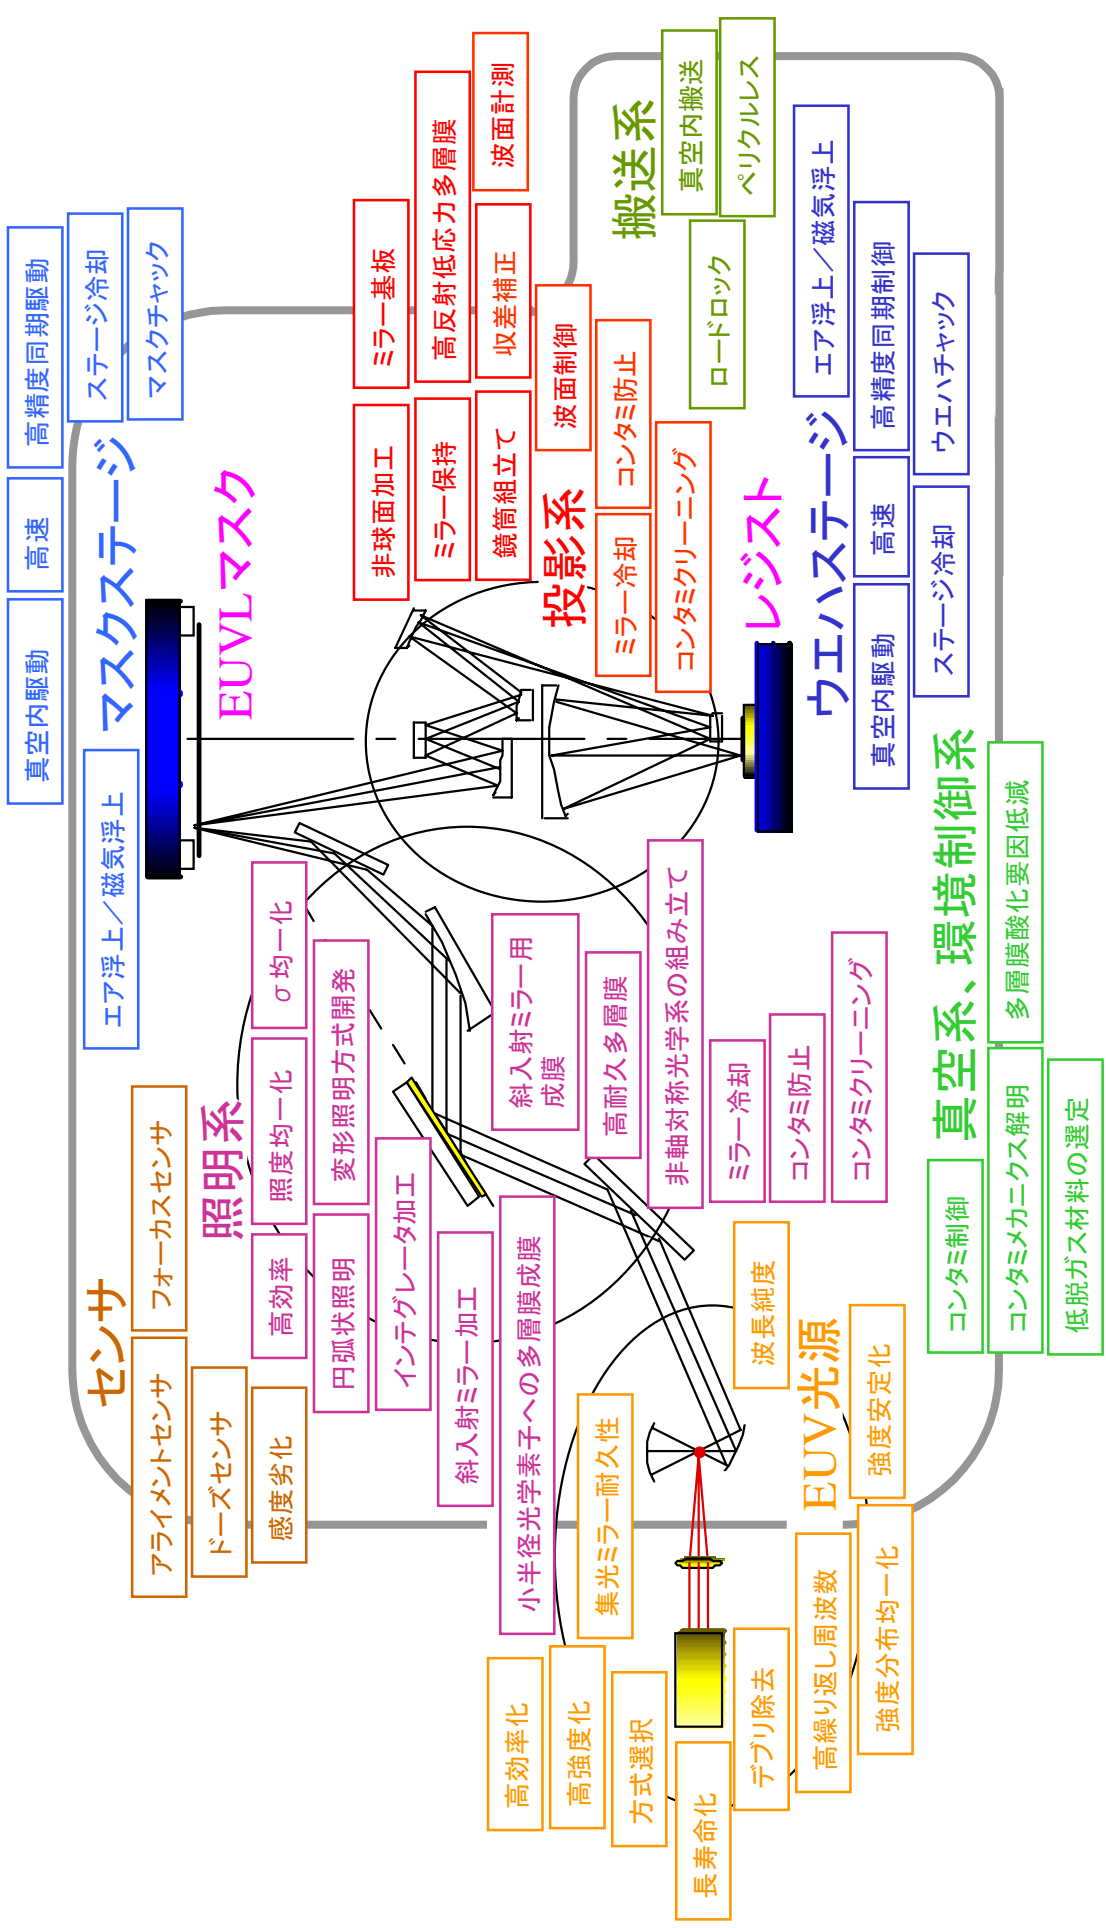 センサ
アライメントセンサ
フォーカスセンサ
ドーズセンサ
感度劣化
マスクステージ
真空内駆動
高速
高精度同期駆動
ステージ冷却
マスクチャック
エア浮上／磁気浮上
EUVLマスク
照明系
高効率
照度均一化
σ均一化
円弧状照明
変形照明方式開発
インテグレータ加工
斜入射ミラー加工
小半径光学素子への多層膜成膜
斜入射ミラー用
成膜
高耐久多層膜
非軸対称光学系の組み立て
ミラー冷却
コンタミ防止
コンタミクリーニング
投影系
非球面加工
ミラー基板
ミラー保持
高反射低応力多層膜
鏡筒組立て
収差補正
波面計測
波面制御
ミラー冷却
コンタミ防止
コンタミクリーニング
搬送系
真空内搬送
ペリクルレス
ロードロック
レジスト
ウエハステージ
エア浮上／磁気浮上
真空内駆動
高速
高精度同期制御
ステージ冷却
ウエハチャック
EUV光源
高効率化
高強度化
方式選択
長寿命化
集光ミラー耐久性
デブリ除去
波長純度
高繰り返し周波数
強度安定化
強度分布均一化
真空系、環境制御系
コンタミ制御
コンタミメカニクス解明
多層膜酸化要因低減
低脱ガス材料の選定